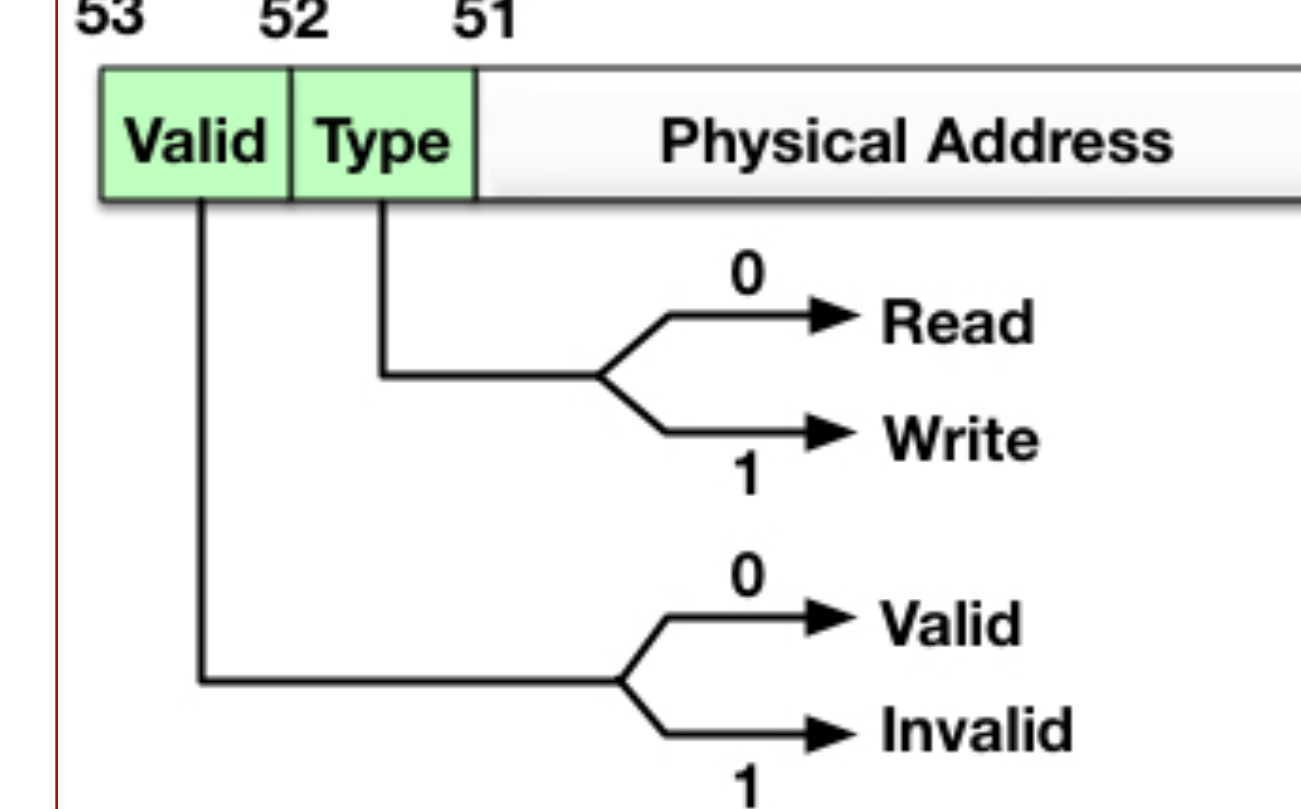 53 52 51
Valid Type Physical Address
0
Read
Write
1
0
Valid
Invalid
1